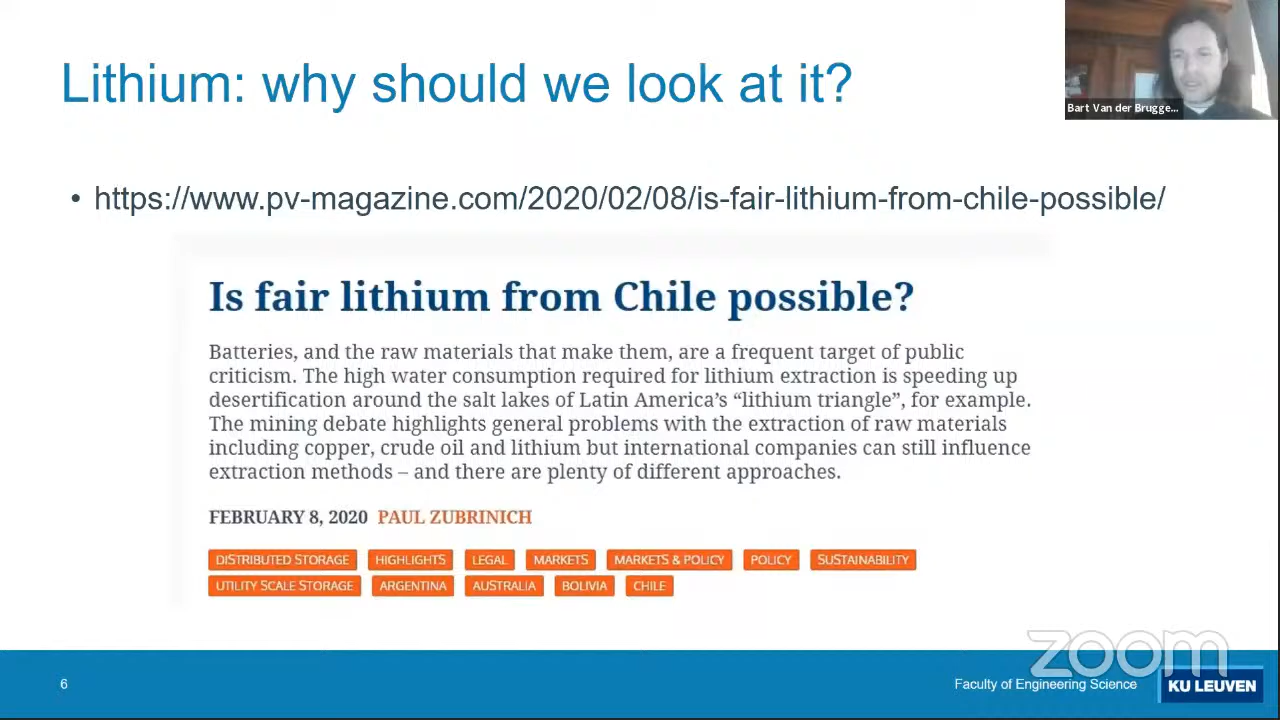 Lithium: why should we look at it?
Bart Van der Brugge...
• https://www.pv-magazine.com/2020/02/08/is-fair-lithium-from-chile-possible/
Is fair lithium from Chile possible?
Batteries, and the raw materials that make them, are a frequent target of public
criticism. The high water consumption required for lithium extraction is speeding up
desertification around the salt lakes of Latin America’s “lithium triangle”, for example.
The mining debate highlights general problems with the extraction of raw materials
including copper, crude oil and lithium but international companies can still influence
extraction methods – and there are plenty of different approaches.
FEBRUARY 8, 2020 PAUL ZUBRINICH
DISTRIBUTED STORAGE HIGHLIGHTS LEGAL MARKETS MARKETS & POLICY POLICY SUSTAINABILITY
UTILITY SCALE STORAGE ARGENTINA AUSTRALIA BOLIVIA CHILE
zoom
6
Faculty of Engineering Science
KU LEUVEN